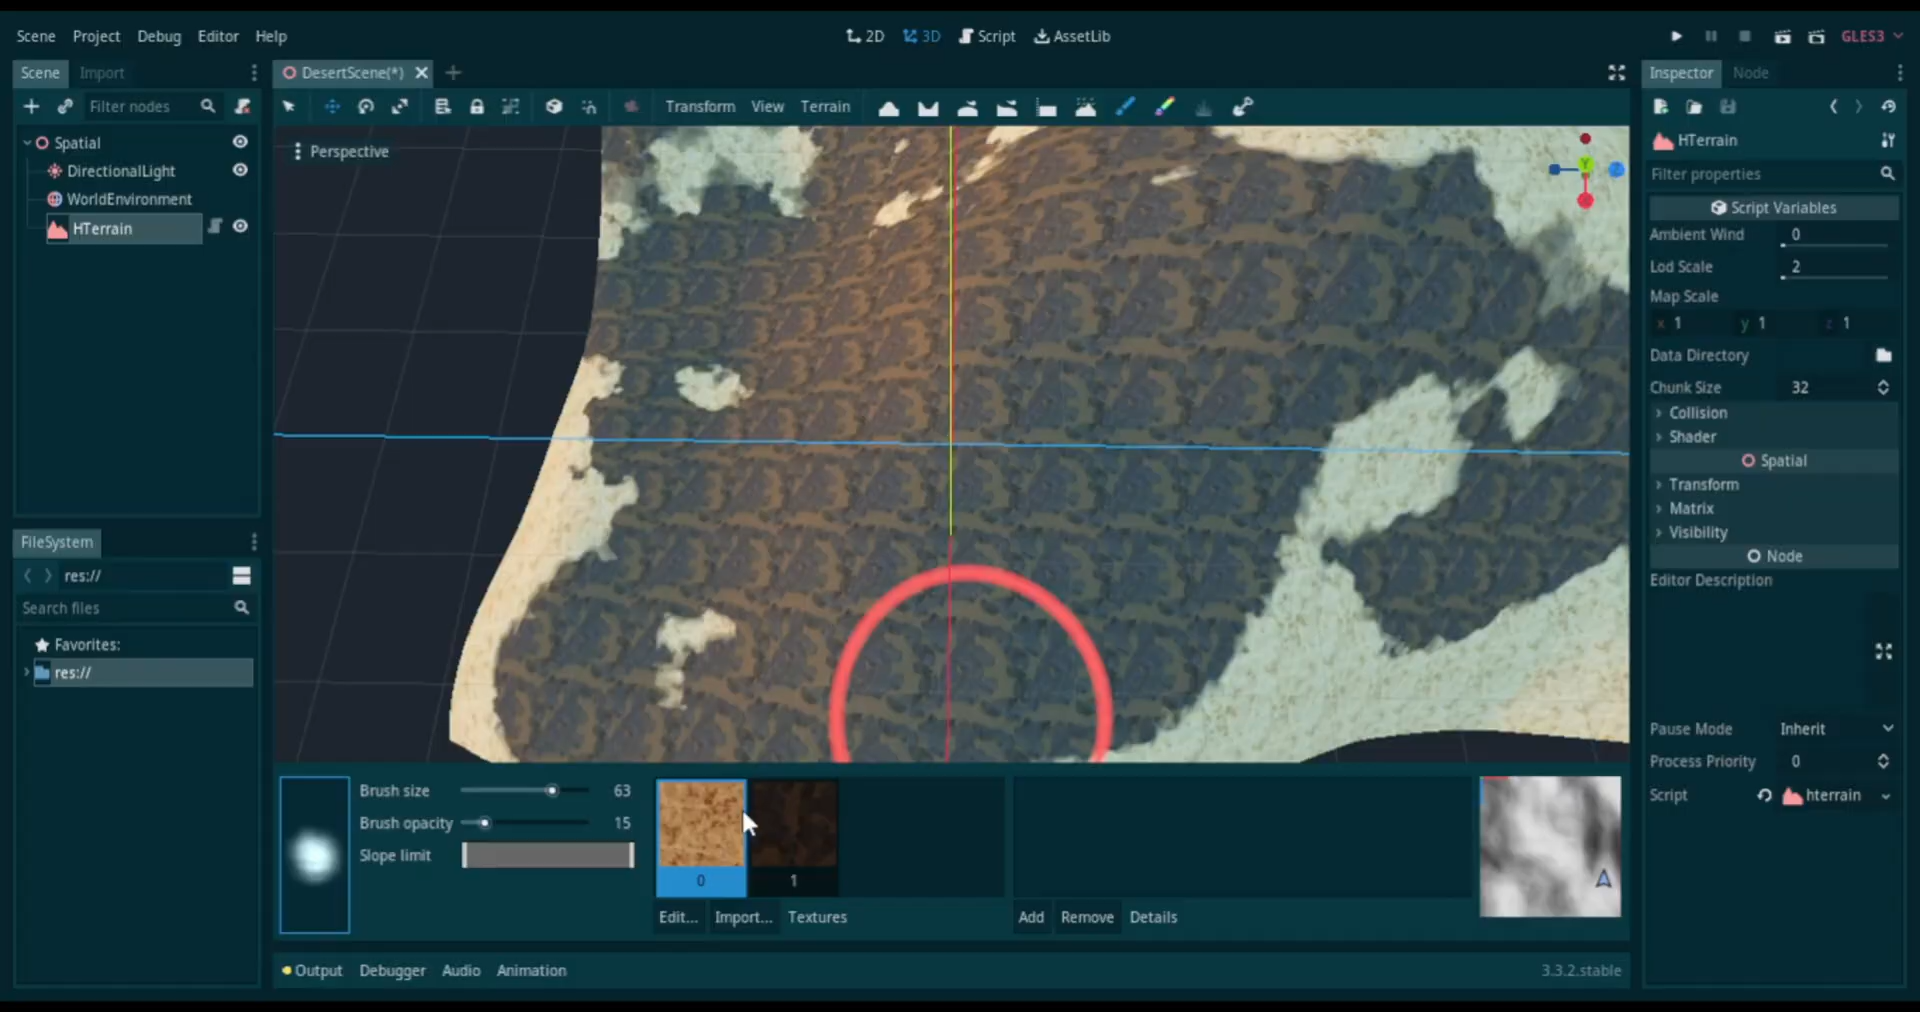 Scene Project Debug Editor Help 2D 3D Script AssetLib GLES3
Scene Import DesertScene(*) Inspector Node
Filter nodes Transform View Terrain
Spatial
DirectionalLight
WorldEnvironment
HTerrain
FileSystem
res://
Search files
Favorites:
res://
Perspective
Y
Brush size 63
Brush opacity 15
Slope limit
0 1
Edit... Import... Textures
Add Remove Details
Output Debugger Audio Animation 3.3.2.stable
HTerrain
Filter properties
Script Variables
Ambient Wind 0
Lod Scale 2
Map Scale
x 1 y 1 z 1
Data Directory
Chunk Size 32
Collision
Shader
Spatial
Transform
Matrix
Visibility
Node
Editor Description
Pause Mode Inherit
Process Priority 0
Script hterrain